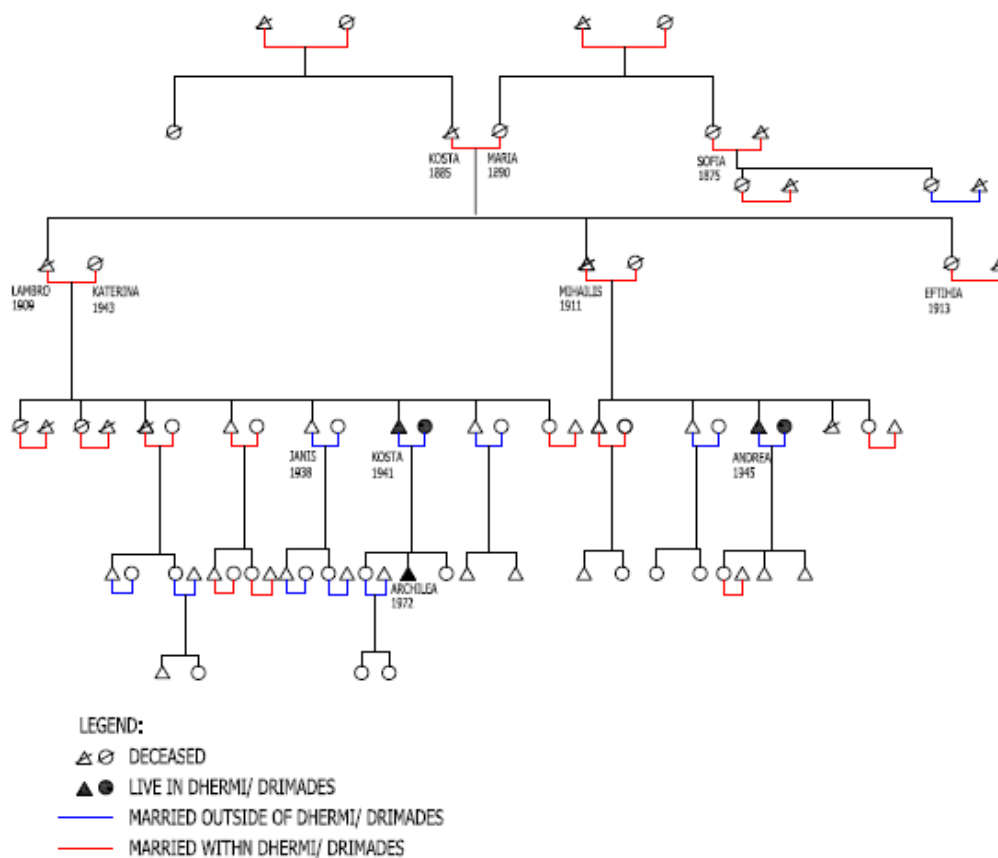 KOSTA
1885
MARIA
1890
SOFIA
1875
LAMBRO
1909
KATERINA
1943
MIHAILIS
1911
EFTIHIA
1913
JANIS
1938
KOSTA
1941
ANDREA
1945
ARCHILEA
1972
LEGEND:
DECEASED
LIVE IN DHERMI/ DRIMADES
MARRIED OUTSIDE OF DHERMI/ DRIMADES
MARRIED WITHN DHERMI/ DRIMADES